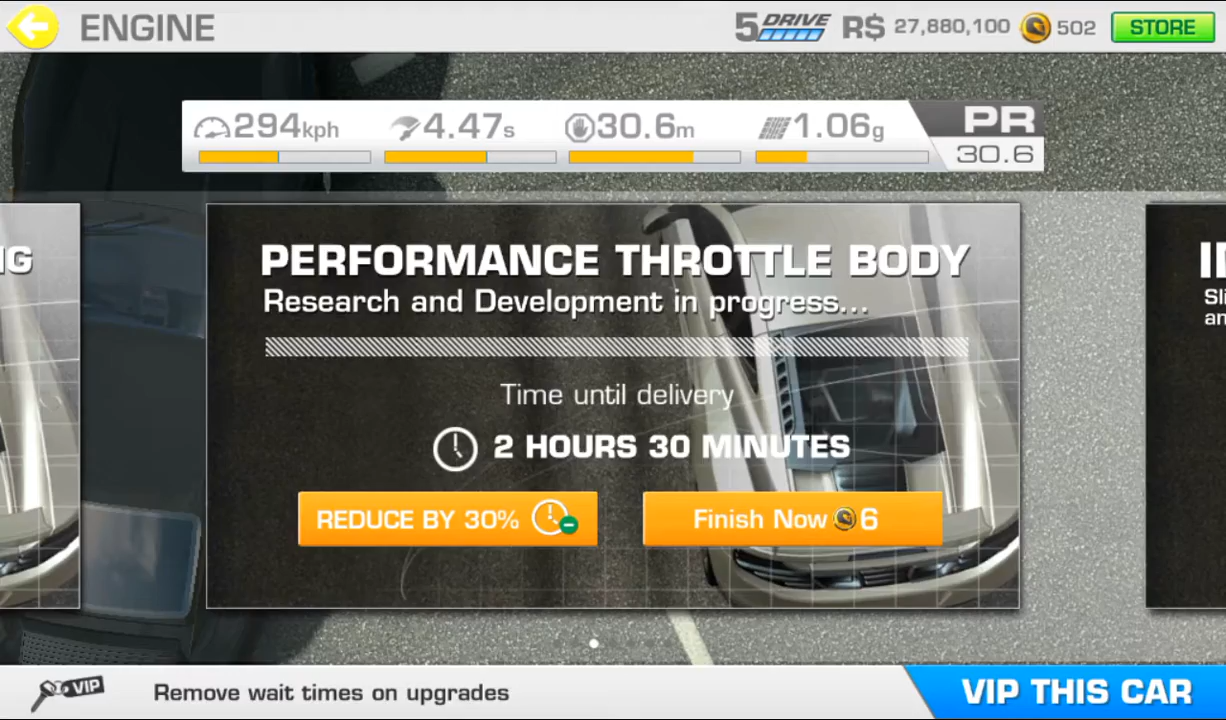 ENGINE
5 DRIVE
R$ 27,880,100
502
STORE
294kph
4.47s
30.6m
1.06g
PR
30.6
PERFORMANCE THROTTLE BODY
Research and Development in progress...
Time until delivery
2 HOURS 30 MINUTES
REDUCE BY 30%
Finish Now 6
VIP
Remove wait times on upgrades
VIP THIS CAR